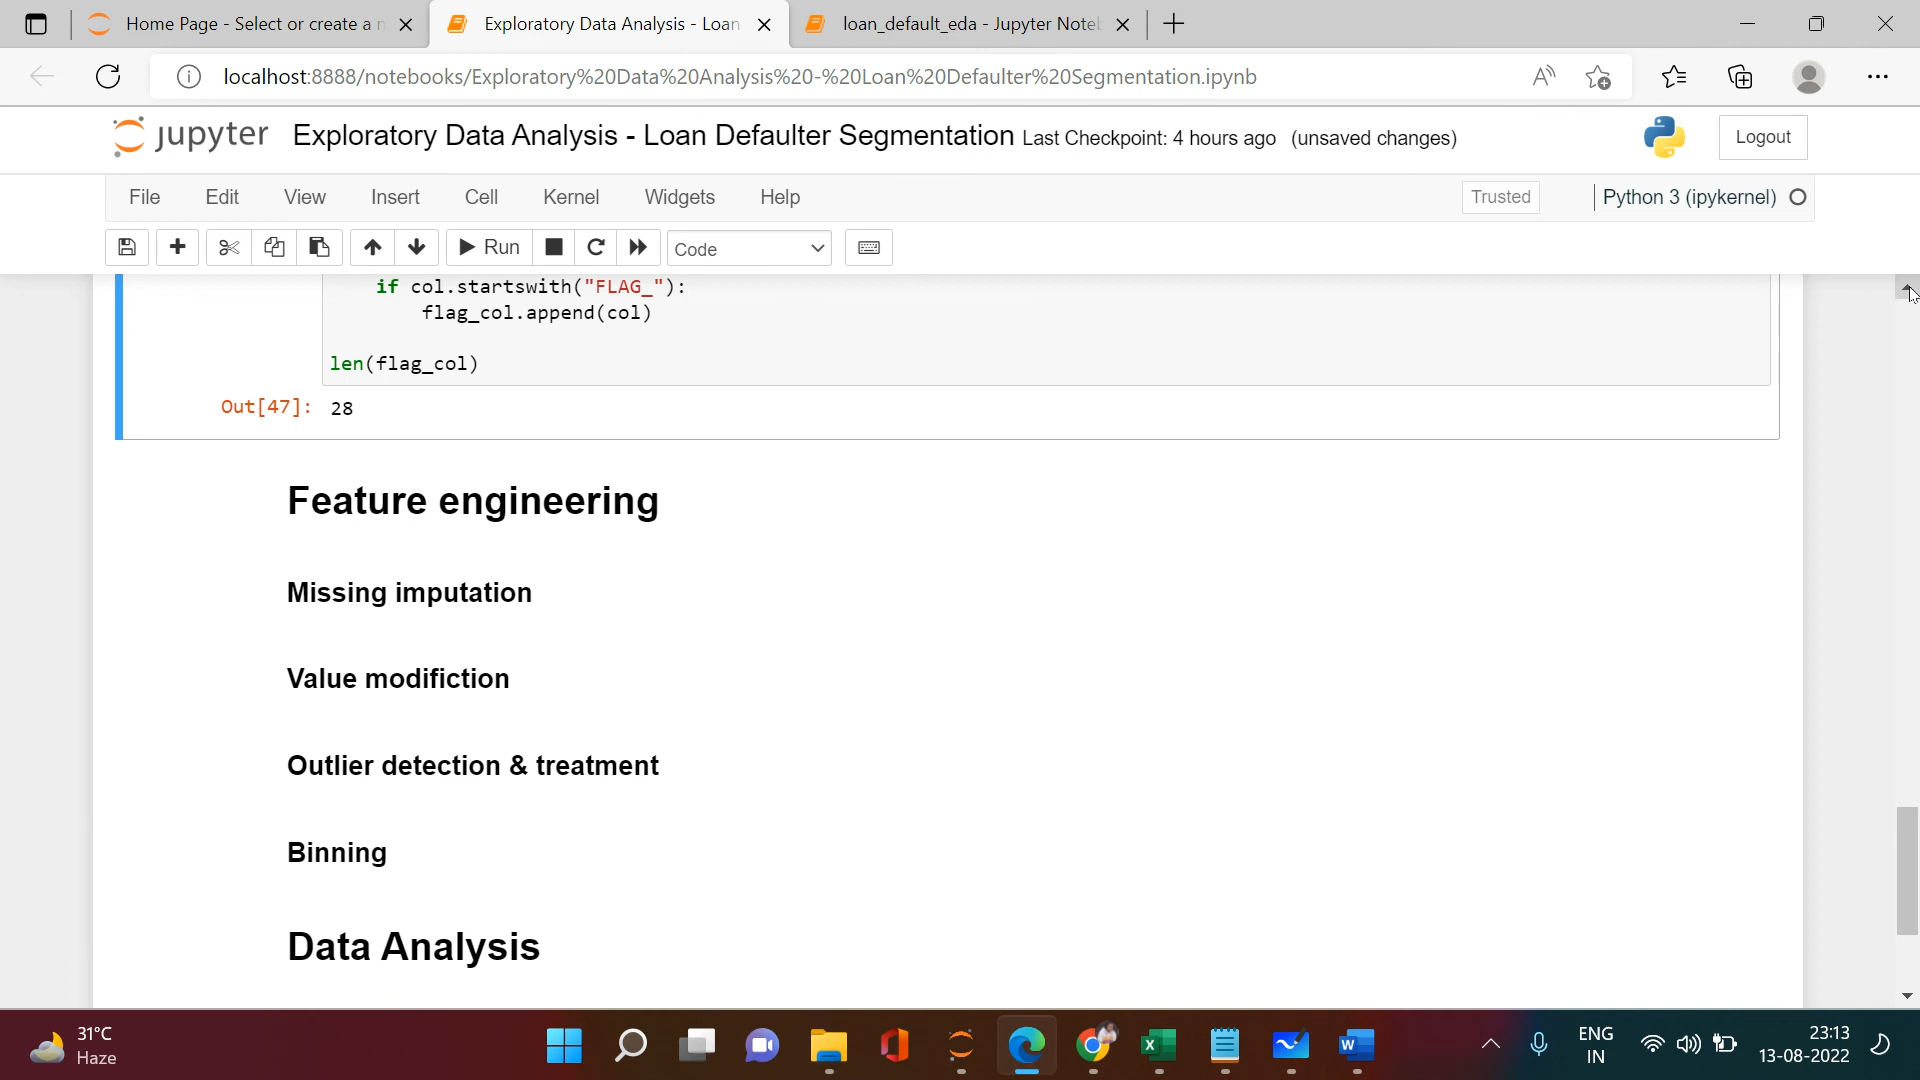 Home Page - Select or create a n
Exploratory Data Analysis - Loan
loan_default_eda - Jupyter Noteb
localhost:8888/notebooks/Exploratory%20Data%20Analysis%20-%20Loan%20Defaulter%20Segmentation.ipynb
jupyter Exploratory Data Analysis - Loan Defaulter Segmentation Last Checkpoint: 4 hours ago (unsaved changes)
Logout
File Edit View Insert Cell Kernel Widgets Help Trusted Python 3 (ipykernel)
Run Code
if col.startswith("FLAG_"):
flag_col.append(col)
len(flag_col)
Out[47]: 28
Feature engineering
Missing imputation
Value modifiction
Outlier detection & treatment
Binning
Data Analysis
31°C
Haze
ENG
IN
23:13
13-08-2022